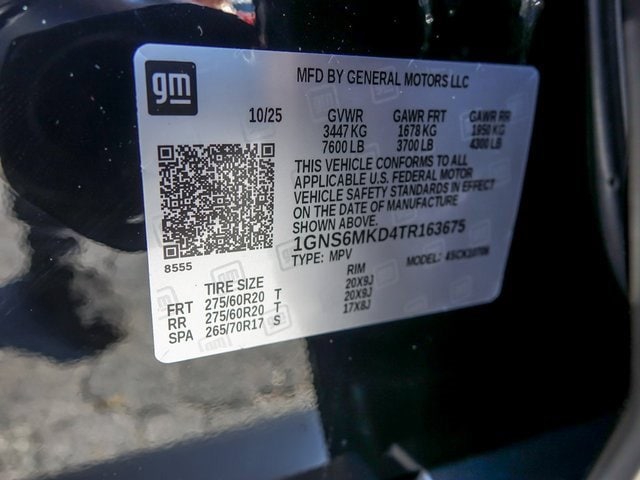 gm
MFD BY GENERAL MOTORS LLC
10/25 GVWR GAWR FRT GAWR RR
3447 KG 1678 KG 1950 KG
7600 LB 3700 LB 4300 LB
THIS VEHICLE CONFORMS TO ALL
APPLICABLE U.S. FEDERAL MOTOR
VEHICLE SAFETY STANDARDS IN EFFECT
ON THE DATE OF MANUFACTURE
SHOWN ABOVE.
1GNS6MKD4TR163675
TYPE: MPV MODEL:
8555
TIRE SIZE RIM
FRT 275/60R20 T 20X9J
RR 275/60R20 T 20X9J
SPA 265/70R17 S 17X8J